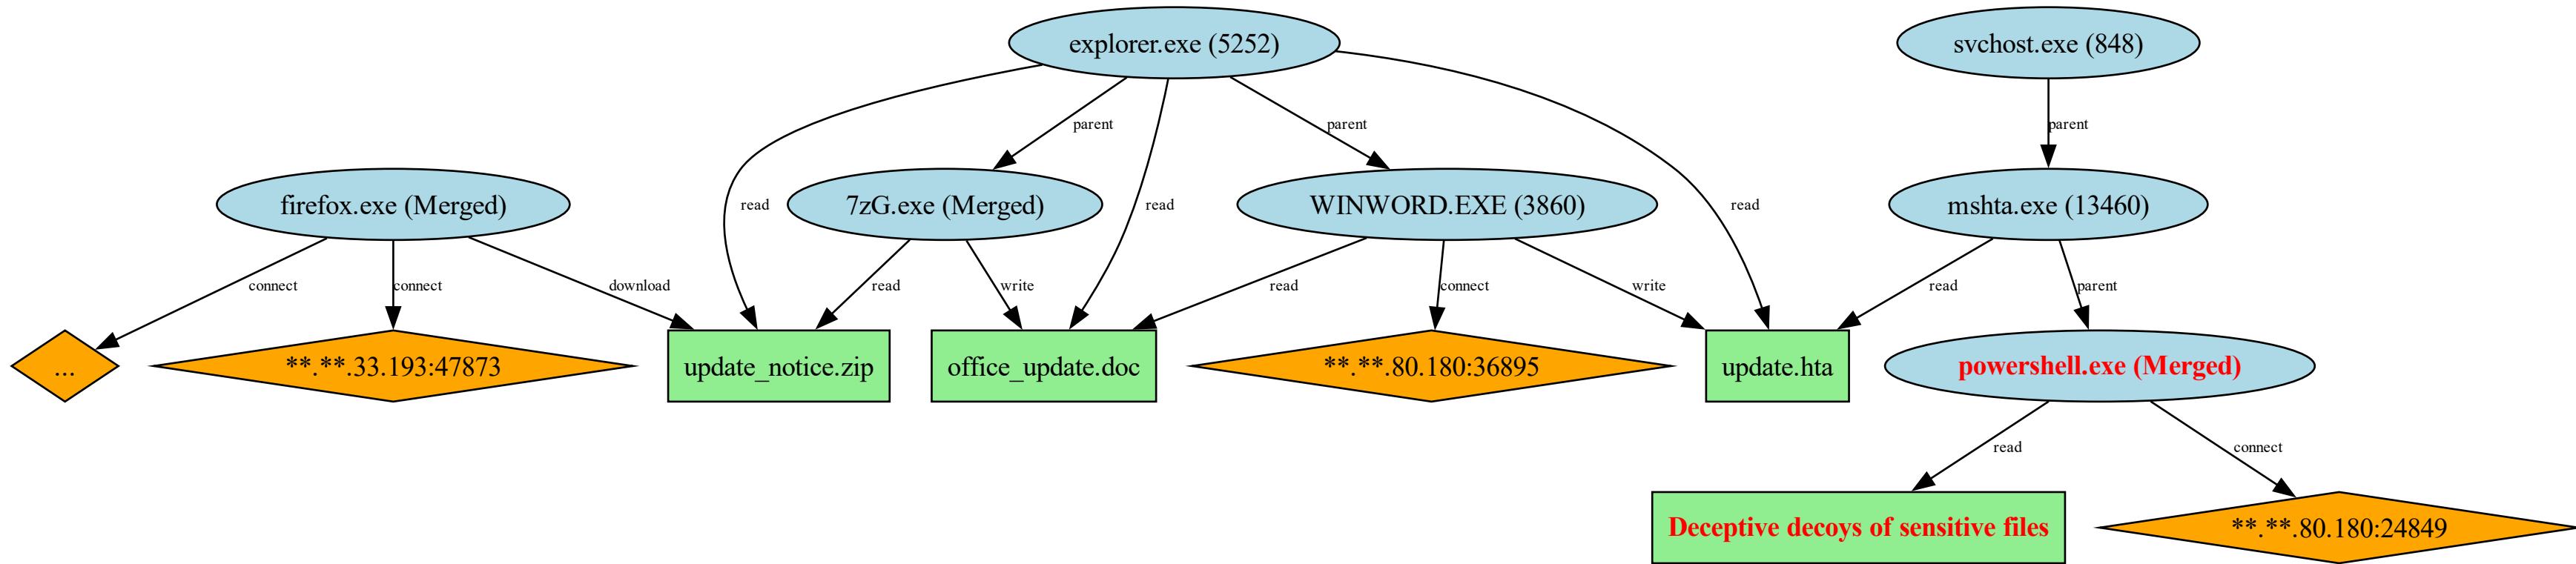 explorer.exe (5252)
svchost.exe (848)
parent
parent
parent
firefox.exe (Merged)
read
7zG.exe (Merged)
read
WINWORD.EXE (3860)
read
mshta.exe (13460)
connect
connect
download
read
write
read
connect
write
read
parent
...
**.**.33.193:47873
update_notice.zip
office_update.doc
**.**.80.180:36895
update.hta
powershell.exe (Merged)
read
connect
Deceptive decoys of sensitive files
**.**.80.180:24849